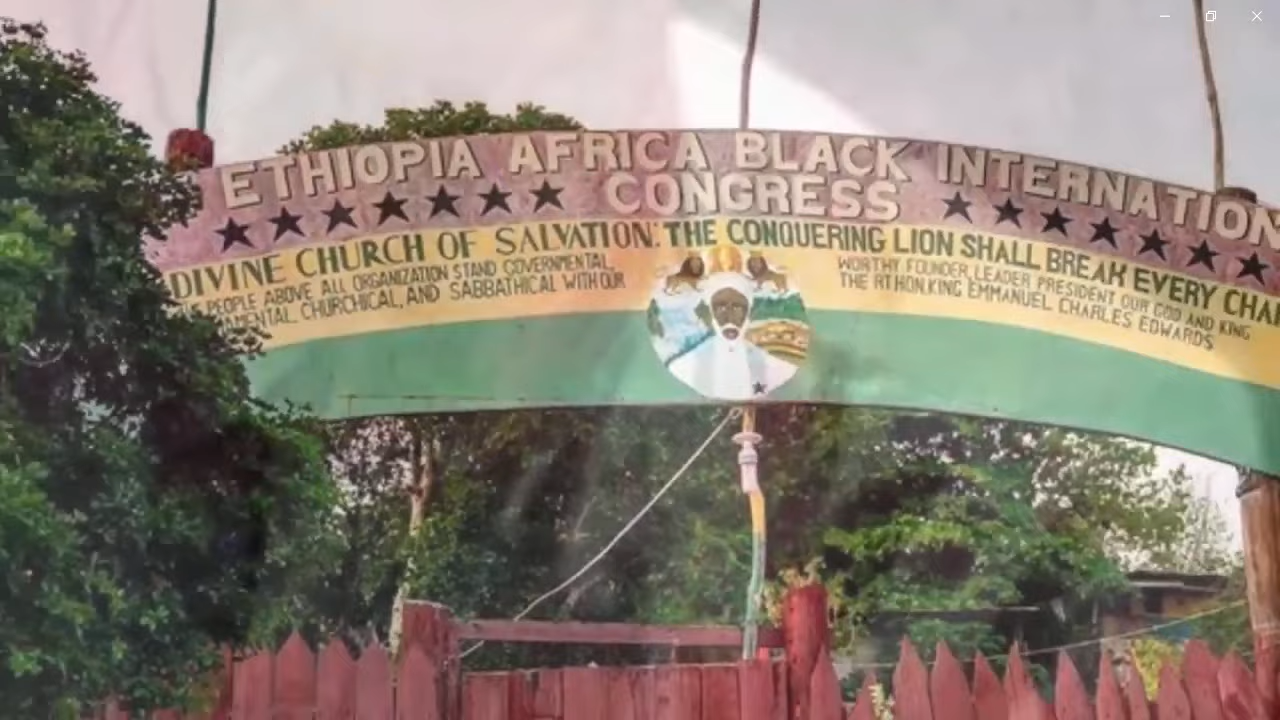 ETHIOPIA AFRICA BLACK INTERNATION
CONGRESS
DIVINE CHURCH OF SALVATION: THE CONQUERING LION SHALL BREAK EVERY CHAI
PEOPLE ABOVE ALL ORGANIZATION STAND GOVERNMENTAL,
CHURCHICAL, AND SABBATHICAL WITH OUR
WORTHY FOUNDER, LEADER PRESIDENT OUR GOD AND KING
THE RT HON. KING EMMANUEL CHARLES EDWARDS